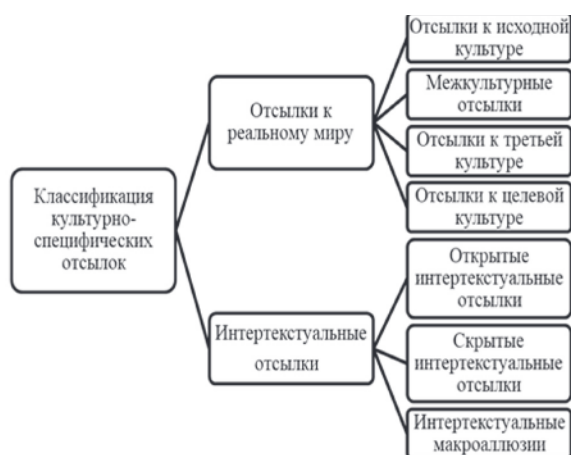 Классификация
культурно-
специфических
отсылок
Отсылки к
реальному миру
Отсылки к исходной
культуре
Межкультурные
отсылки
Отсылки к третьей
культуре
Отсылки к целевой
культуре
Интертекстуальные
отсылки
Открытые
интертекстуальные
отсылки
Скрытые
интертекстуальные
отсылки
Интертекстуальные
макроаллюзии